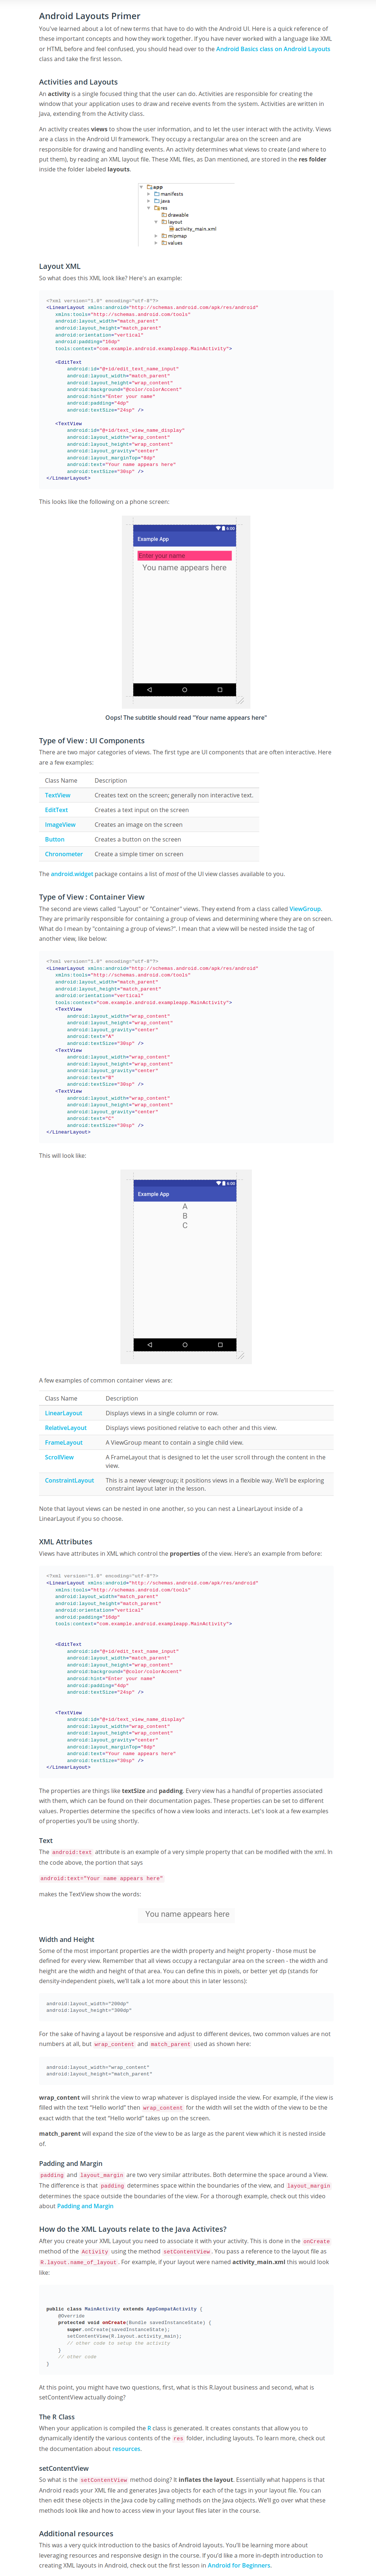 Android Layouts Primer
You've learned about a lot of new terms that have to do with the Android UI. Here is a quick reference of
these important concepts and how they work together. If you have never worked with a language like XML
or HTML before and feel confused, you should head over to the Android Basics class on Android Layouts
class and take the first lesson.
Activities and Layouts
An activity is a single focused thing that the user can do. Activities are responsible for creating the
window that your application uses to draw and receive events from the system. Activities are written in
Java, extending from the Activity class.
An activity creates views to show the user information, and to let the user interact with the activity. Views
are a class in the Android UI framework. They occupy a rectangular area on the screen and are
responsible for drawing and handling events. An activity determines what views to create (and where to
put them), by reading an XML layout file. These XML files, as Dan mentioned, are stored in the res folder
inside the folder labeled layouts.
app
manifests
java
res
drawable
layout
activity_main.xml
mipmap
values
Layout XML
So what does this XML look like? Here's an example:
<?xml version="1.0" encoding="utf-8"?>
<LinearLayout xmlns:android="http://schemas.android.com/apk/res/android"
xmlns:tools="http://schemas.android.com/tools"
android:layout_width="match_parent"
android:layout_height="match_parent"
android:orientation="vertical"
android:padding="16dp"
tools:context="com.example.android.exampleapp.MainActivity">
<EditText
android:id="@+id/edit_text_name_input"
android:layout_width="match_parent"
android:layout_height="wrap_content"
android:background="@color/colorAccent"
android:hint="Enter your name"
android:padding="4dp"
android:textSize="24sp" />
<TextView
android:id="@+id/text_view_name_display"
android:layout_width="wrap_content"
android:layout_height="wrap_content"
android:layout_gravity="center"
android:layout_marginTop="8dp"
android:text="Your name appears here"
android:textSize="30sp" />
</LinearLayout>
This looks like the following on a phone screen:
6:00
Example App
Enter your name
You name appears here
Oops! The subtitle should read "Your name appears here"
Type of View : UI Components
There are two major categories of views. The first type are UI components that are often interactive. Here
are a few examples:
Class Name Description
TextView Creates text on the screen; generally non interactive text.
EditText Creates a text input on the screen
ImageView Creates an image on the screen
Button Creates a button on the screen
Chronometer Create a simple timer on screen
The android.widget package contains a list of most of the UI view classes available to you.
Type of View : Container View
The second are views called "Layout" or "Container" views. They extend from a class called ViewGroup.
They are primarily responsible for containing a group of views and determining where they are on screen.
What do I mean by "containing a group of views?". I mean that a view will be nested inside the tag of
another view, like below:
<?xml version="1.0" encoding="utf-8"?>
<LinearLayout xmlns:android="http://schemas.android.com/apk/res/android"
xmlns:tools="http://schemas.android.com/tools"
android:layout_width="match_parent"
android:layout_height="match_parent"
android:orientation="vertical"
tools:context="com.example.android.exampleapp.MainActivity">
<TextView
android:layout_width="wrap_content"
android:layout_height="wrap_content"
android:layout_gravity="center"
android:text="A"
android:textSize="30sp" />
<TextView
android:layout_width="wrap_content"
android:layout_height="wrap_content"
android:layout_gravity="center"
android:text="B"
android:textSize="30sp" />
<TextView
android:layout_width="wrap_content"
android:layout_height="wrap_content"
android:layout_gravity="center"
android:text="C"
android:textSize="30sp" />
</LinearLayout>
This will look like:
6:00
Example App
A
B
C
A few examples of common container views are:
Class Name Description
LinearLayout Displays views in a single column or row.
RelativeLayout Displays views positioned relative to each other and this view.
FrameLayout A ViewGroup meant to contain a single child view.
ScrollView A FrameLayout that is designed to let the user scroll through the content in the
view.
ConstraintLayout This is a newer viewgroup; it positions views in a flexible way. We'll be exploring
constraint layout later in the lesson.
Note that layout views can be nested in one another, so you can nest a LinearLayout inside of a
LinearLayout if you so choose.
XML Attributes
Views have attributes in XML which control the properties of the view. Here's an example from before:
<?xml version="1.0" encoding="utf-8"?>
<LinearLayout xmlns:android="http://schemas.android.com/apk/res/android"
xmlns:tools="http://schemas.android.com/tools"
android:layout_width="match_parent"
android:layout_height="match_parent"
android:orientation="vertical"
android:padding="16dp"
tools:context="com.example.android.exampleapp.MainActivity">
<EditText
android:id="@+id/edit_text_name_input"
android:layout_width="match_parent"
android:layout_height="wrap_content"
android:background="@color/colorAccent"
android:hint="Enter your name"
android:padding="4dp"
android:textSize="24sp" />
<TextView
android:id="@+id/text_view_name_display"
android:layout_width="wrap_content"
android:layout_height="wrap_content"
android:layout_gravity="center"
android:layout_marginTop="8dp"
android:text="Your name appears here"
android:textSize="30sp" />
</LinearLayout>
The properties are things like textSize and padding. Every view has a handful of properties associated
with them, which can be found on their documentation pages. These properties can be set to different
values. Properties determine the specifics of how a view looks and interacts. Let's look at a few examples
of properties you'll be using shortly.
Text
The android:text attribute is an example of a very simple property that can be modified with the xml. In
the code above, the portion that says
android:text="Your name appears here"
makes the TextView show the words:
You name appears here
Width and Height
Some of the most important properties are the width property and height property - those must be
defined for every view. Remember that all views occupy a rectangular area on the screen - the width and
height are the width and height of that area. You can define this in pixels, or better yet dp (stands for
density-independent pixels, we'll talk a lot more about this in later lessons):
android:layout_width="200dp"
android:layout_height="300dp"
For the sake of having a layout be responsive and adjust to different devices, two common values are not
numbers at all, but wrap_content and match_parent used as shown here:
android:layout_width="wrap_content"
android:layout_height="match_parent"
wrap_content will shrink the view to wrap whatever is displayed inside the view. For example, if the view is
filled with the text "Hello world" then wrap_content for the width will set the width of the view to be the
exact width that the text "Hello world" takes up on the screen.
match_parent will expand the size of the view to be as large as the parent view which it is nested inside
of.
Padding and Margin
padding and layout_margin are two very similar attributes. Both determine the space around a View.
The difference is that padding determines space within the boundaries of the view, and layout_margin
determines the space outside the boundaries of the view. For a thorough example, check out this video
about Padding and Margin
How do the XML Layouts relate to the Java Activites?
After you create your XML Layout you need to associate it with your activity. This is done in the onCreate
method of the Activity using the method setContentView. You pass a reference to the layout file as
R.layout.name_of_layout. For example, if your layout were named activity_main.xml this would look
like:
public class MainActivity extends AppCompatActivity {
@Override
protected void onCreate(Bundle savedInstanceState) {
super.onCreate(savedInstanceState);
setContentView(R.layout.activity_main);
// other code to setup the activity
}
// other code
}
At this point, you might have two questions, first, what is this R.layout business and second, what is
setContentView actually doing?
The R Class
When your application is compiled the R class is generated. It creates constants that allow you to
dynamically identify the various contents of the res folder, including layouts. To learn more, check out
the documentation about resources.
setContentView
So what is the setContentView method doing? It inflates the layout. Essentially what happens is that
Android reads your XML file and generates Java objects for each of the tags in your layout file. You can
then edit these objects in the Java code by calling methods on the Java objects. We'll go over what these
methods look like and how to access view in your layout files later in the course.
Additional resources
This was a very quick introduction to the basics of Android layouts. You'll be learning more about
leveraging resources and responsive design in the course. If you'd like a more in-depth introduction to
creating XML layouts in Android, check out the first lesson in Android for Beginners.